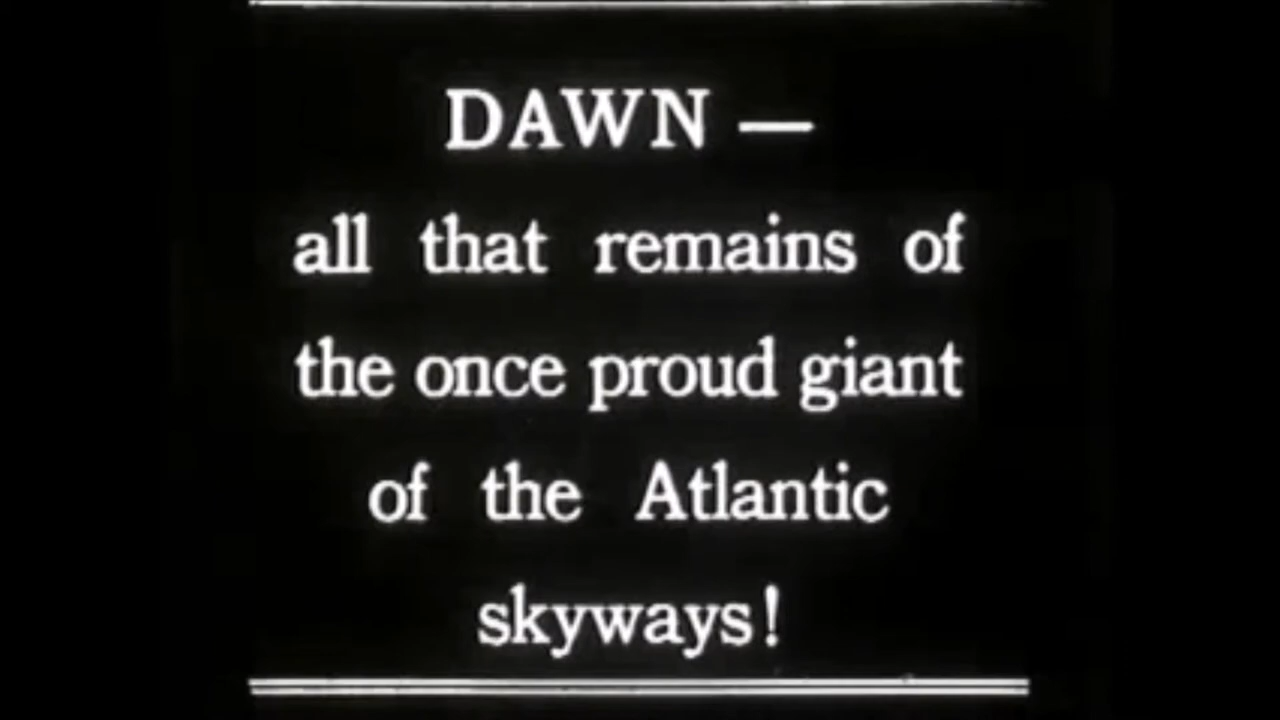 DAWN —
all that remains of
the once proud giant
of the Atlantic
skyways!